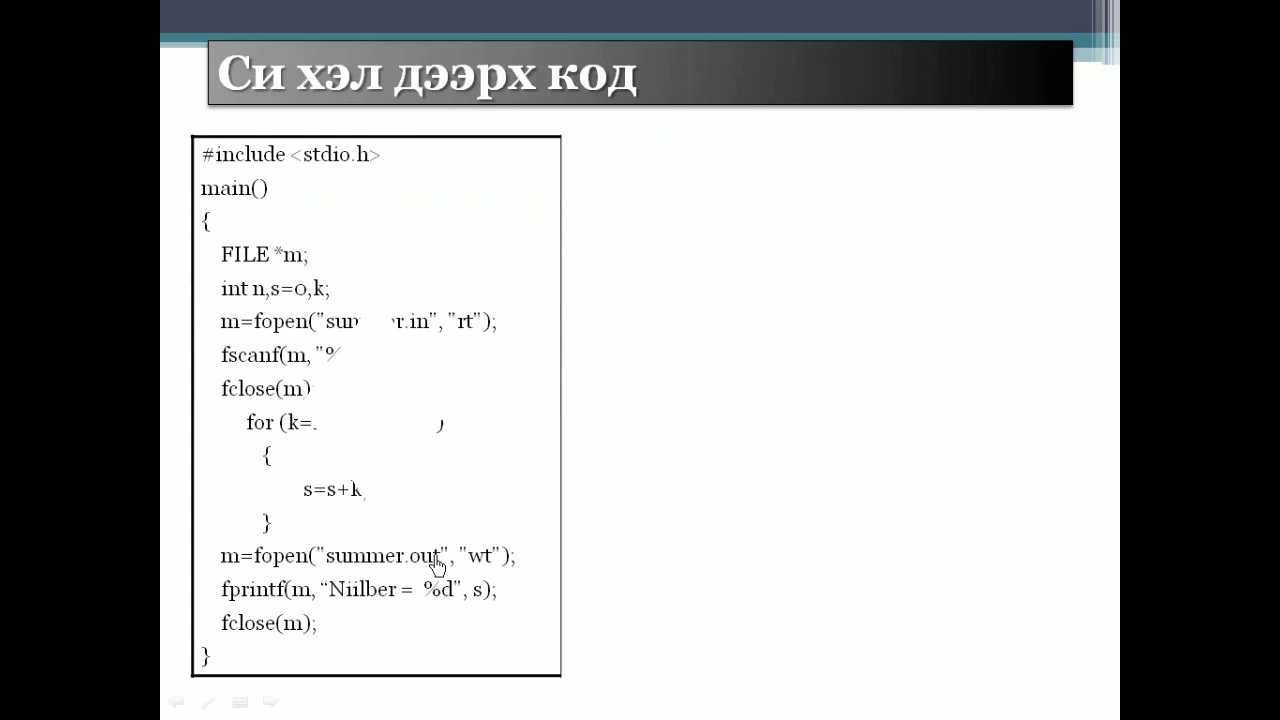 Си хэл дээрх код
#include <stdio.h>
main()
{
FILE *m;
int n,s=0,k;
m=fopen(" r.in", "rt");
fscanf(m, "%
fclose(m)
for (k= )
{
s=s+k
}
m=fopen("summer.out", "wt");
fprintf(m, “Niilber = %d”, s);
fclose(m);
}